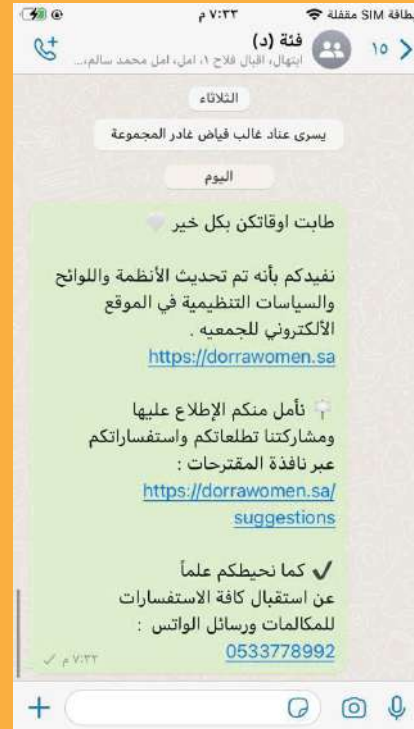 بطاقة SIM مقفلة
٧:٣٣ م
١٥
فئة (د)
ابتهال، اقبال فلاح ١، امل، امل محمد سالم،...
الثلاثاء
يسرى عناد غالب قياض غادر المجموعة
اليوم
طابت اوقاتكن بكل خير
نفيدكم بأنه تم تحديث الأنظمة واللوائح
والسياسات التنظيمية في الموقع
الألكتروني للجمعيه .
https://dorrawomen.sa
نأمل منكم الإطلاع عليها
ومشاركتنا تطلعاتكم واستفساراتكم
عبر نافذة المقترحات :
https://dorrawomen.sa/
suggestions
✔ كما نحيطكم علماً
عن استقبال كافة الاستفسارات
للمكالمات ورسائل الواتس :
0533778992
٧:٣٣ م